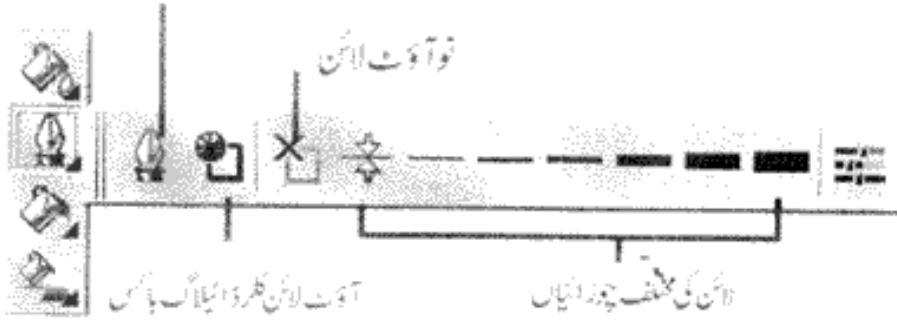 نو آؤٹ لائن
آؤٹ لائن کلر ڈائیلاگ باکس
لائن کی مختلف چوڑائیاں